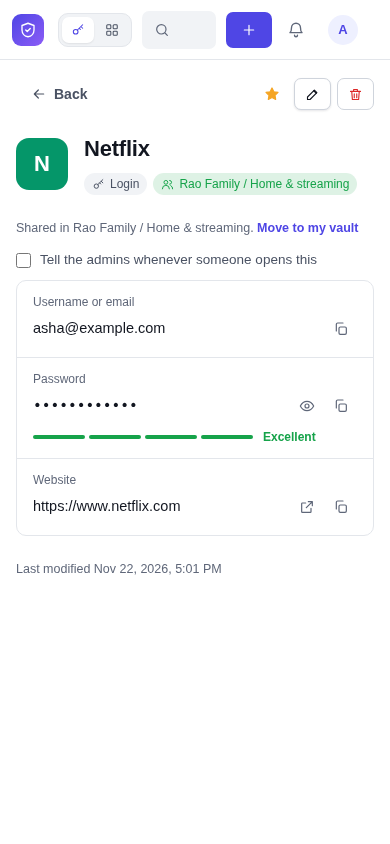 A
Back
N
Netflix
Login
Rao Family / Home & streaming
Shared in Rao Family / Home & streaming. Move to my vault
Tell the admins whenever someone opens this
Username or email
asha@example.com
Password
••••••••••••
Excellent
Website
https://www.netflix.com
Last modified Nov 22, 2026, 5:01 PM